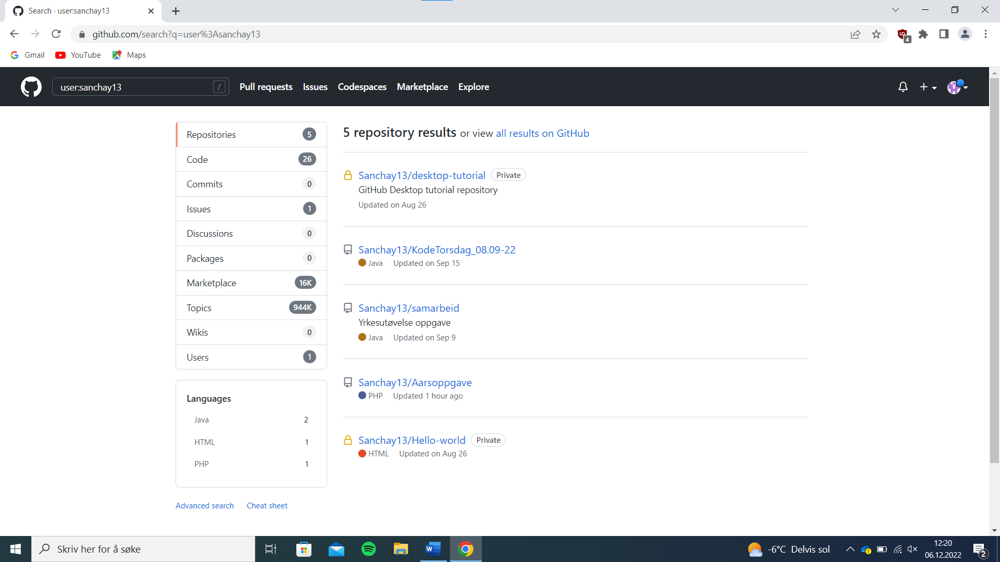 Search · user:sanchay13
github.com/search?q=user%3Asanchay13
4
Gmail YouTube Maps
user:sanchay13 /
Pull requests Issues Codespaces Marketplace Explore
Repositories 5
Code 26
Commits 0
Issues 1
Discussions 0
Packages 0
Marketplace 16K
Topics 944K
Wikis 0
Users 1
Languages
Java 2
HTML 1
PHP 1
Advanced search Cheat sheet
5 repository results or view all results on GitHub
Sanchay13/desktop-tutorial Private
GitHub Desktop tutorial repository
Updated on Aug 26
Sanchay13/KodeTorsdag_08.09-22
Java Updated on Sep 15
Sanchay13/samarbeid
Yrkesutøvelse oppgave
Java Updated on Sep 9
Sanchay13/Aarsoppgave
PHP Updated 1 hour ago
Sanchay13/Hello-world Private
HTML Updated on Aug 26
Skriv her for å søke
W
-6°C Delvis sol
12:20
06.12.2022
2